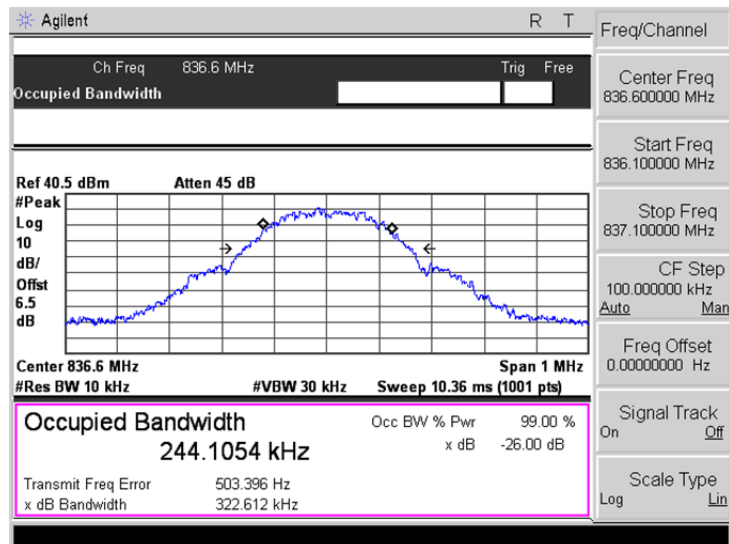 Agilent R T
Freq/Channel
Ch Freq 836.6 MHz Trig Free
Occupied Bandwidth
Center Freq
836.600000 MHz
Start Freq
836.100000 MHz
Stop Freq
837.100000 MHz
CF Step
100.000000 kHz
Auto Man
Freq Offset
0.00000000 Hz
Signal Track
On Off
Scale Type
Log Lin
Ref 40.5 dBm Atten 45 dB
#Peak
Log
10
dB/
Offst
6.5
dB
Center 836.6 MHz Span 1 MHz
#Res BW 10 kHz #VBW 30 kHz Sweep 10.36 ms (1001 pts)
Occupied Bandwidth Occ BW % Pwr 99.00 %
244.1054 kHz x dB -26.00 dB
Transmit Freq Error 503.396 Hz
x dB Bandwidth 322.612 kHz